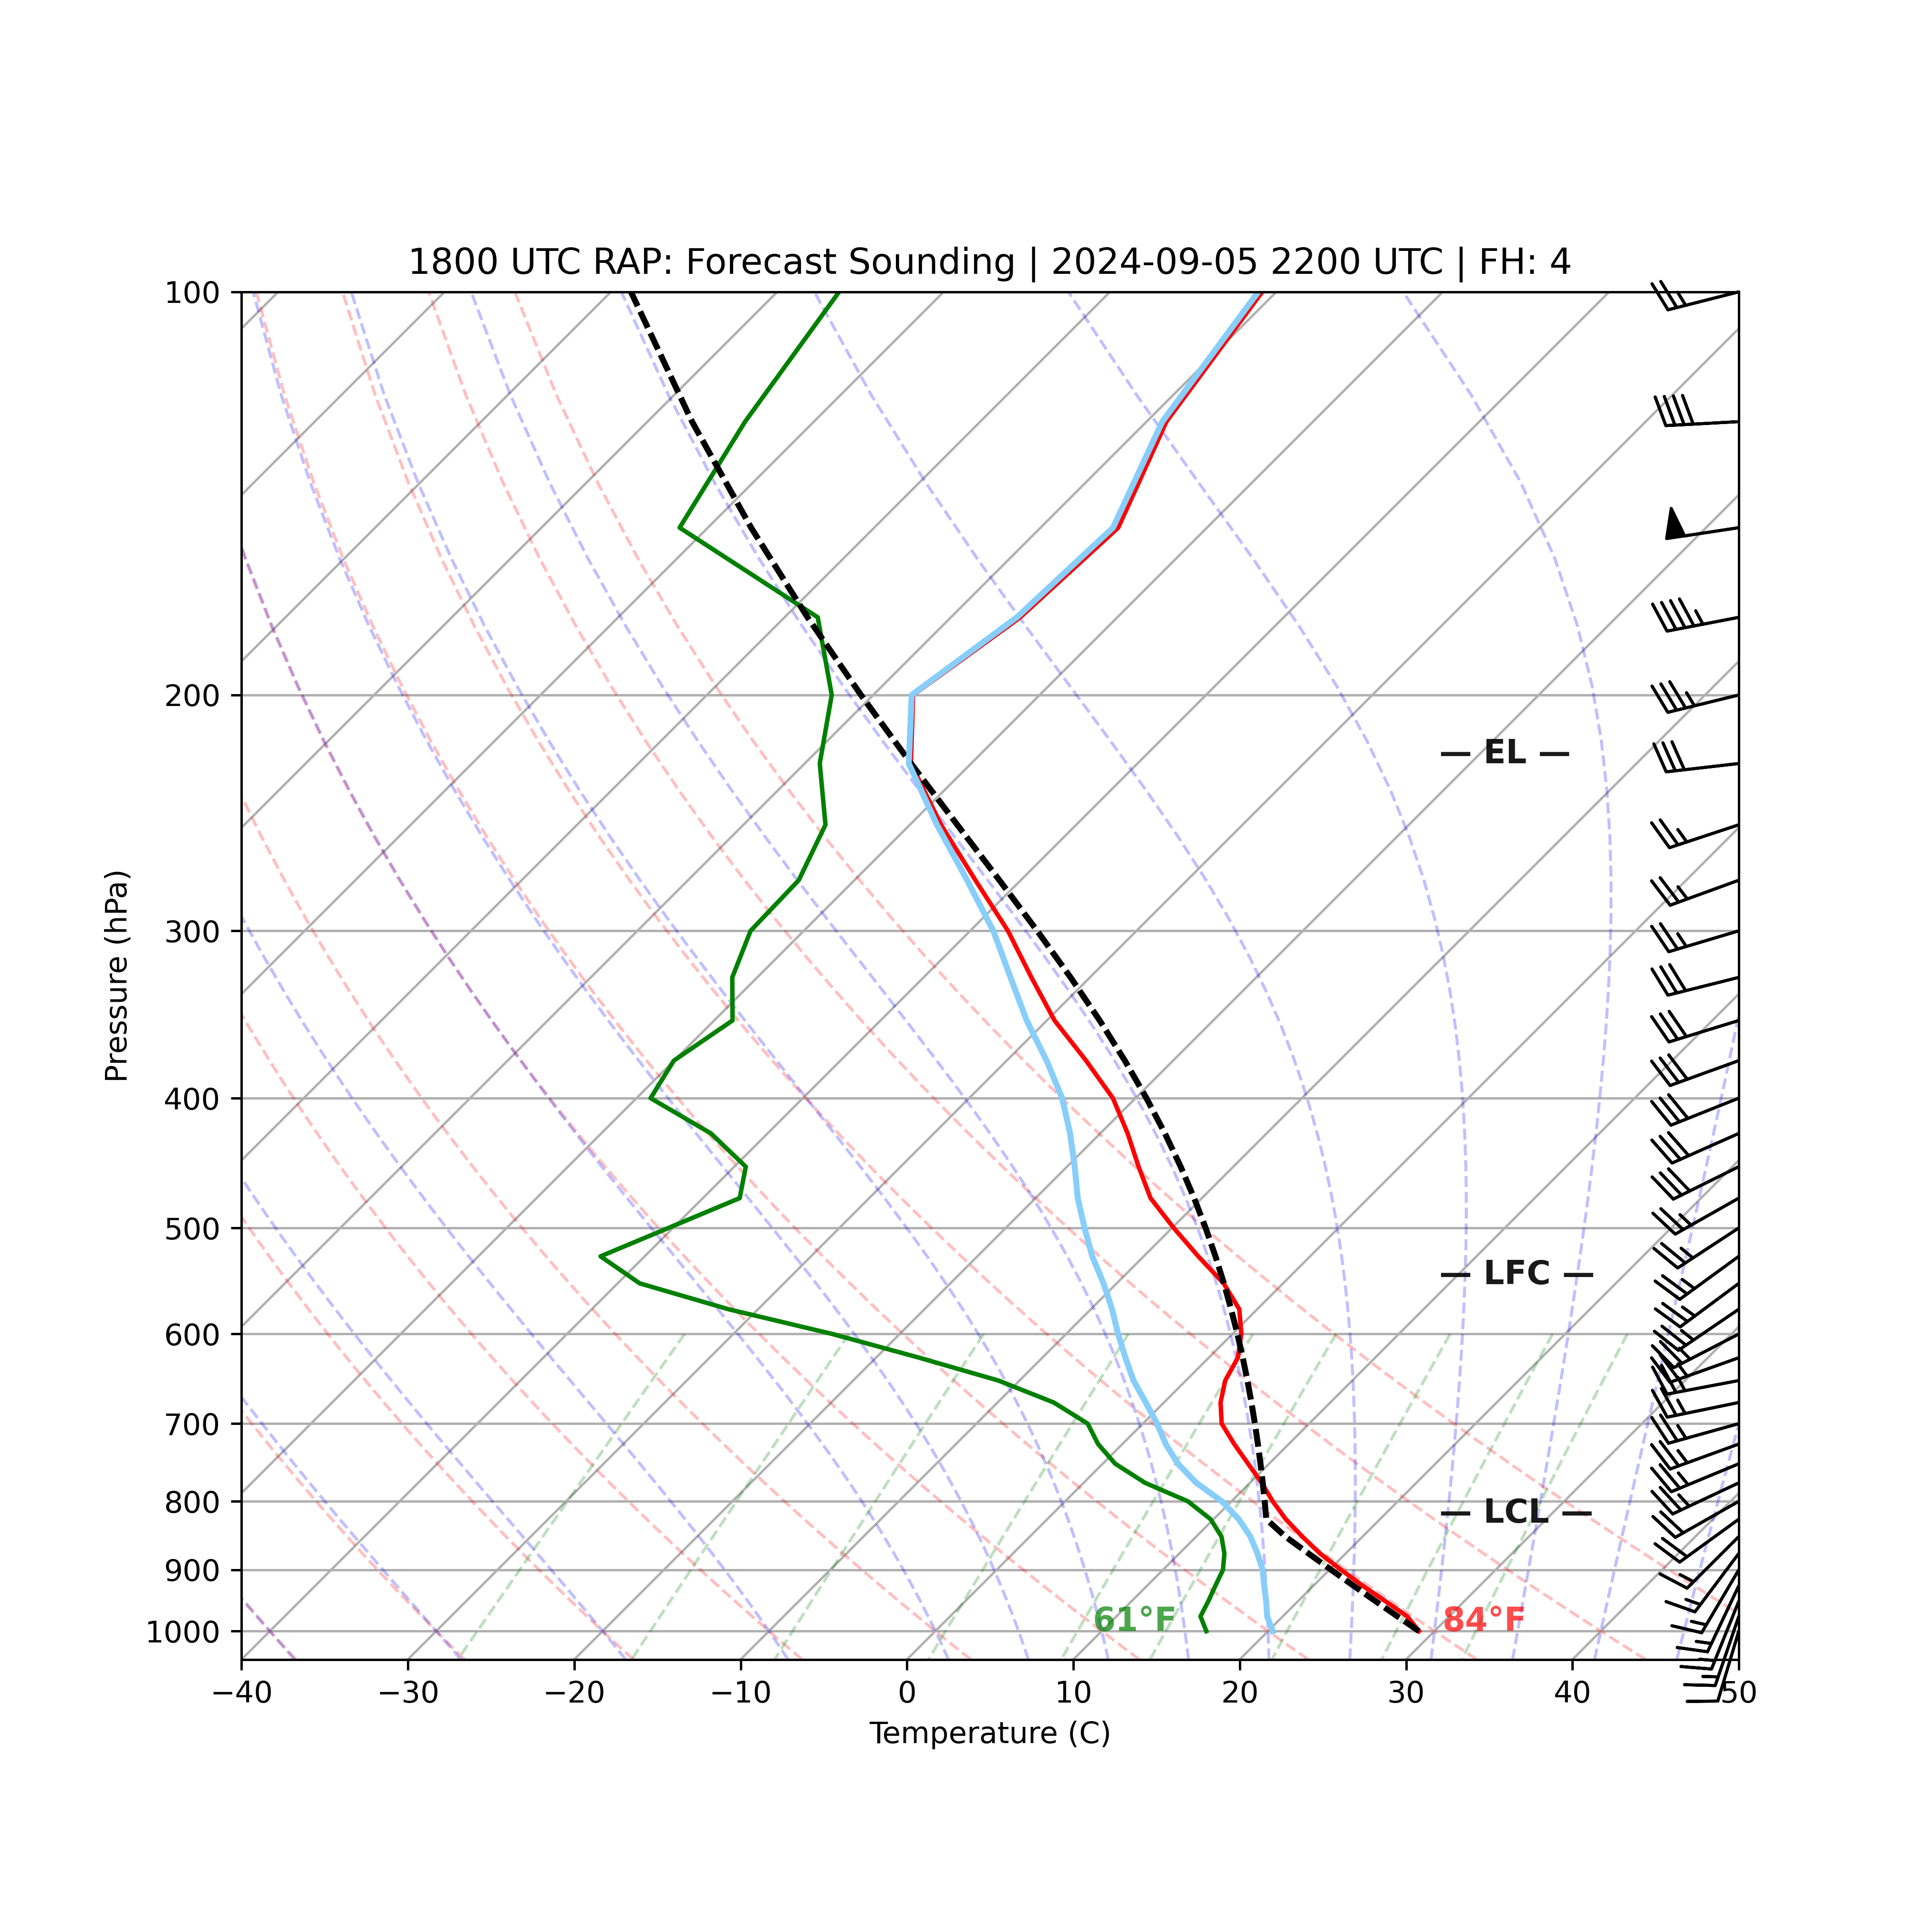 1800 UTC RAP: Forecast Sounding | 2024-09-05 2200 UTC | FH: 4
100
200
— EL —
300
Pressure (hPa)
400
500
— LFC —
600
700
800
— LCL —
900
1000
61°F
84°F
−40 −30 −20 −10 0 10 20 30 40 50
Temperature (C)